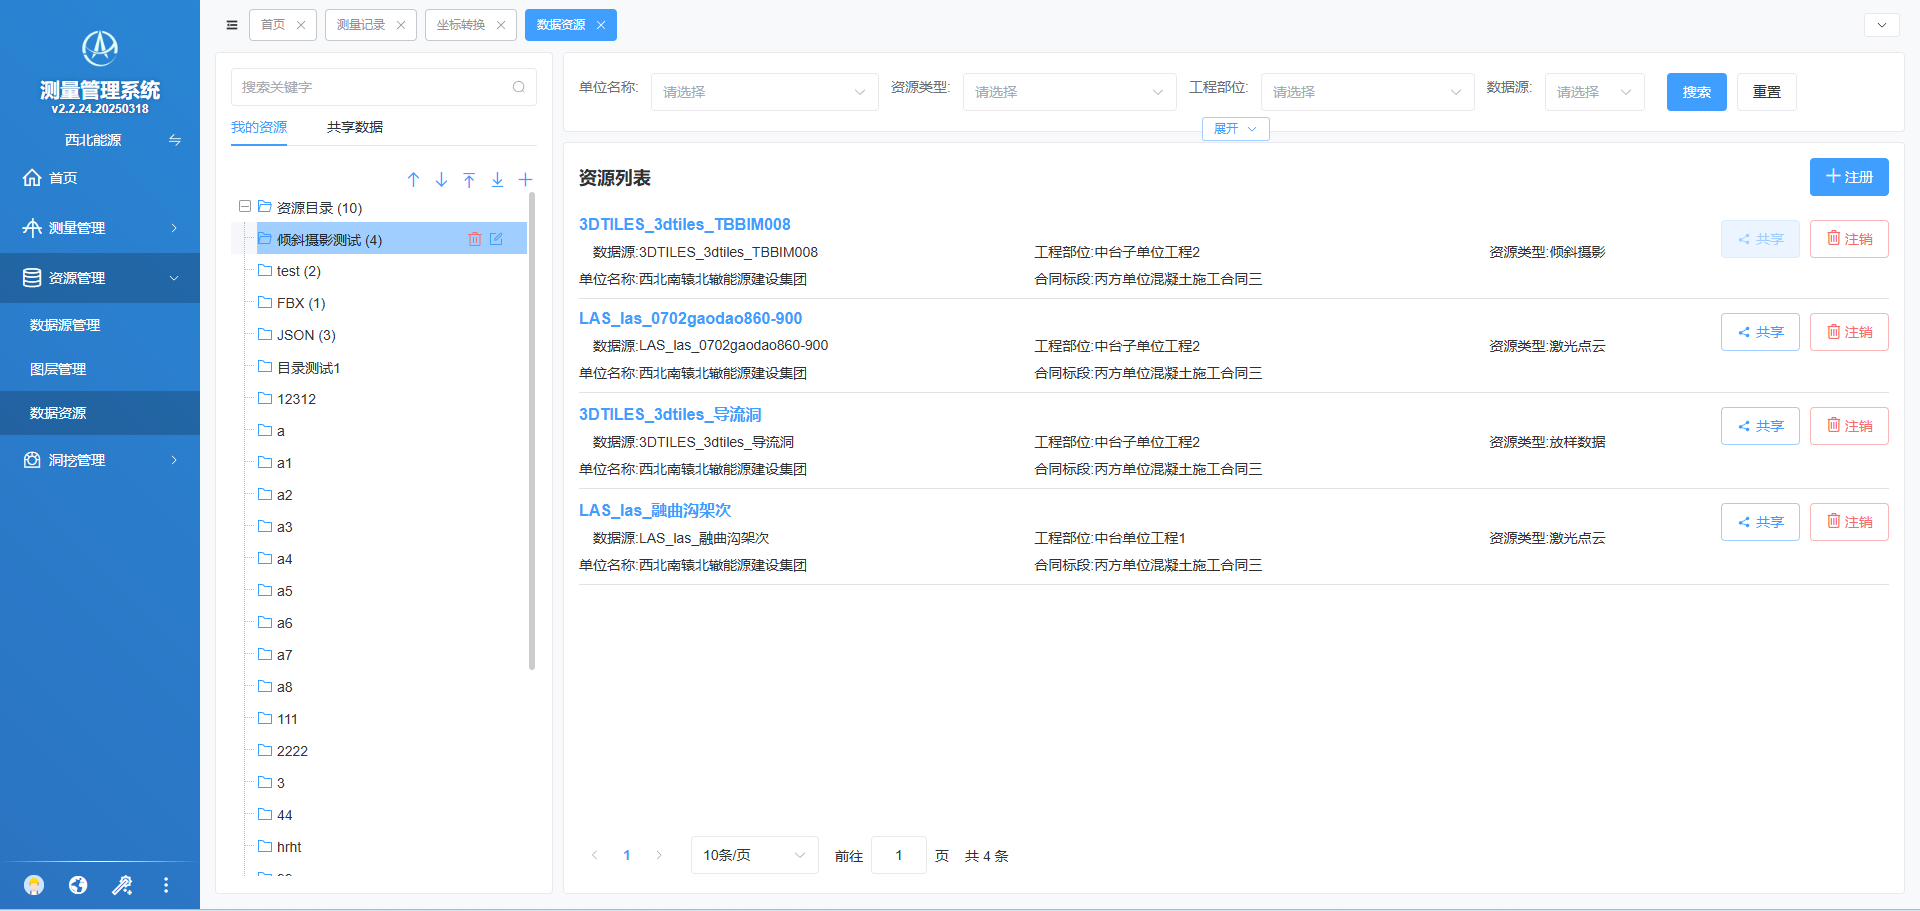 测量管理系统
v2.2.24.20250318
西北能源
首页
测量管理
资源管理
数据源管理
图层管理
数据资源
洞挖管理
首页
测量记录
坐标转换
数据资源
搜索关键字
我的资源 共享数据
资源目录 (10)
倾斜摄影测试 (4)
test (2)
FBX (1)
JSON (3)
目录测试1
12312
a
a1
a2
a3
a4
a5
a6
a7
a8
111
2222
3
44
hrht
单位名称: 请选择 资源类型: 请选择 工程部位: 请选择 数据源: 请选择 搜索 重置
展开
资源列表 注册
3DTILES_3dtiles_TBBIM008
数据源:3DTILES_3dtiles_TBBIM008 工程部位:中台子单位工程2 资源类型:倾斜摄影 共享 注销
单位名称:西北南辕北辙能源建设集团 合同标段:丙方单位混凝土施工合同三
LAS_las_0702gaodao860-900
数据源:LAS_las_0702gaodao860-900 工程部位:中台子单位工程2 资源类型:激光点云 共享 注销
单位名称:西北南辕北辙能源建设集团 合同标段:丙方单位混凝土施工合同三
3DTILES_3dtiles_导流洞
数据源:3DTILES_3dtiles_导流洞 工程部位:中台子单位工程2 资源类型:放样数据 共享 注销
单位名称:西北南辕北辙能源建设集团 合同标段:丙方单位混凝土施工合同三
LAS_las_融曲沟架次
数据源:LAS_las_融曲沟架次 工程部位:中台单位工程1 资源类型:激光点云 共享 注销
单位名称:西北南辕北辙能源建设集团 合同标段:丙方单位混凝土施工合同三
1 10条/页 前往 1 页 共 4 条